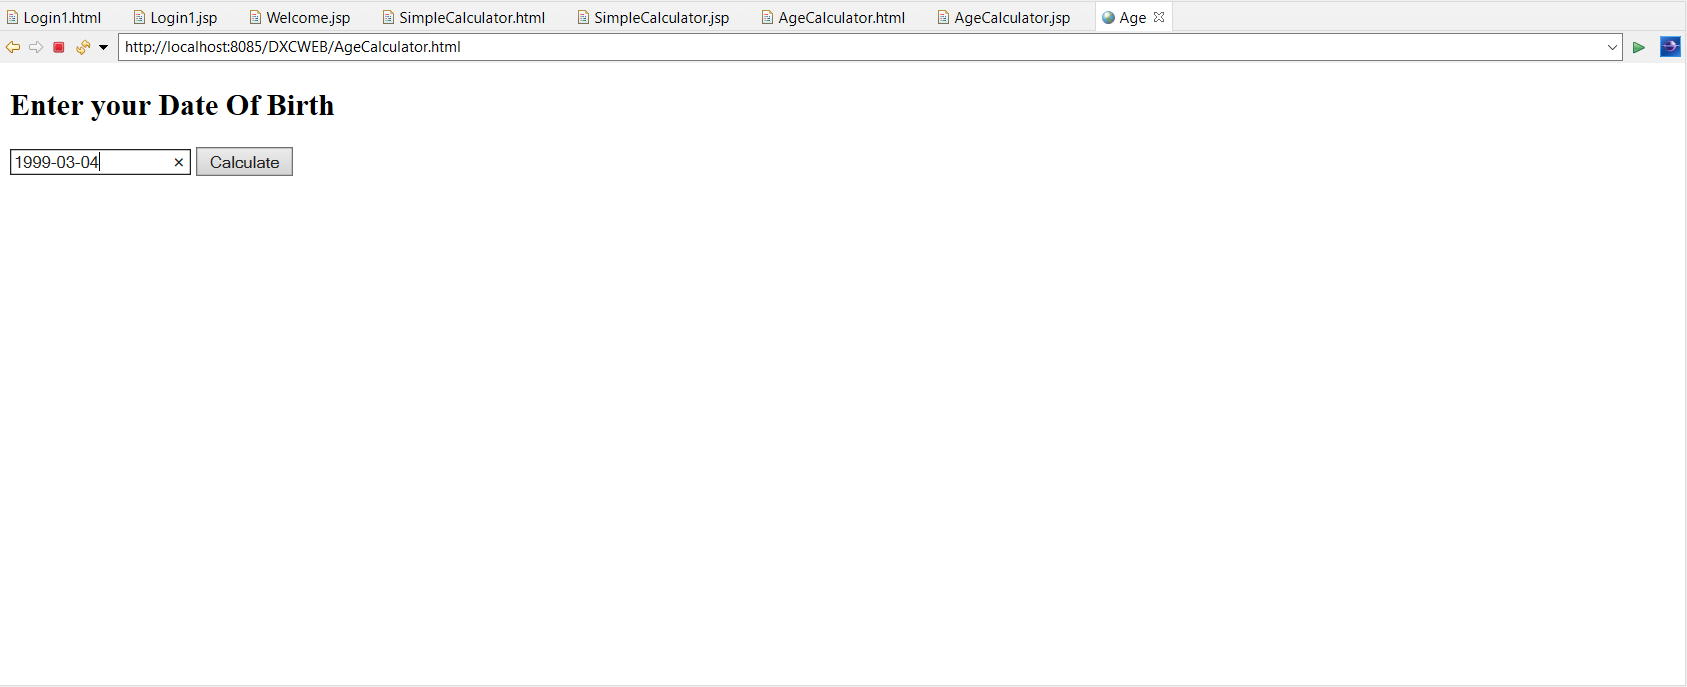 Login1.html Login1.jsp Welcome.jsp SimpleCalculator.html SimpleCalculator.jsp AgeCalculator.html AgeCalculator.jsp Age
http://localhost:8085/DXCWEB/AgeCalculator.html
Enter your Date Of Birth
1999-03-04 Calculate